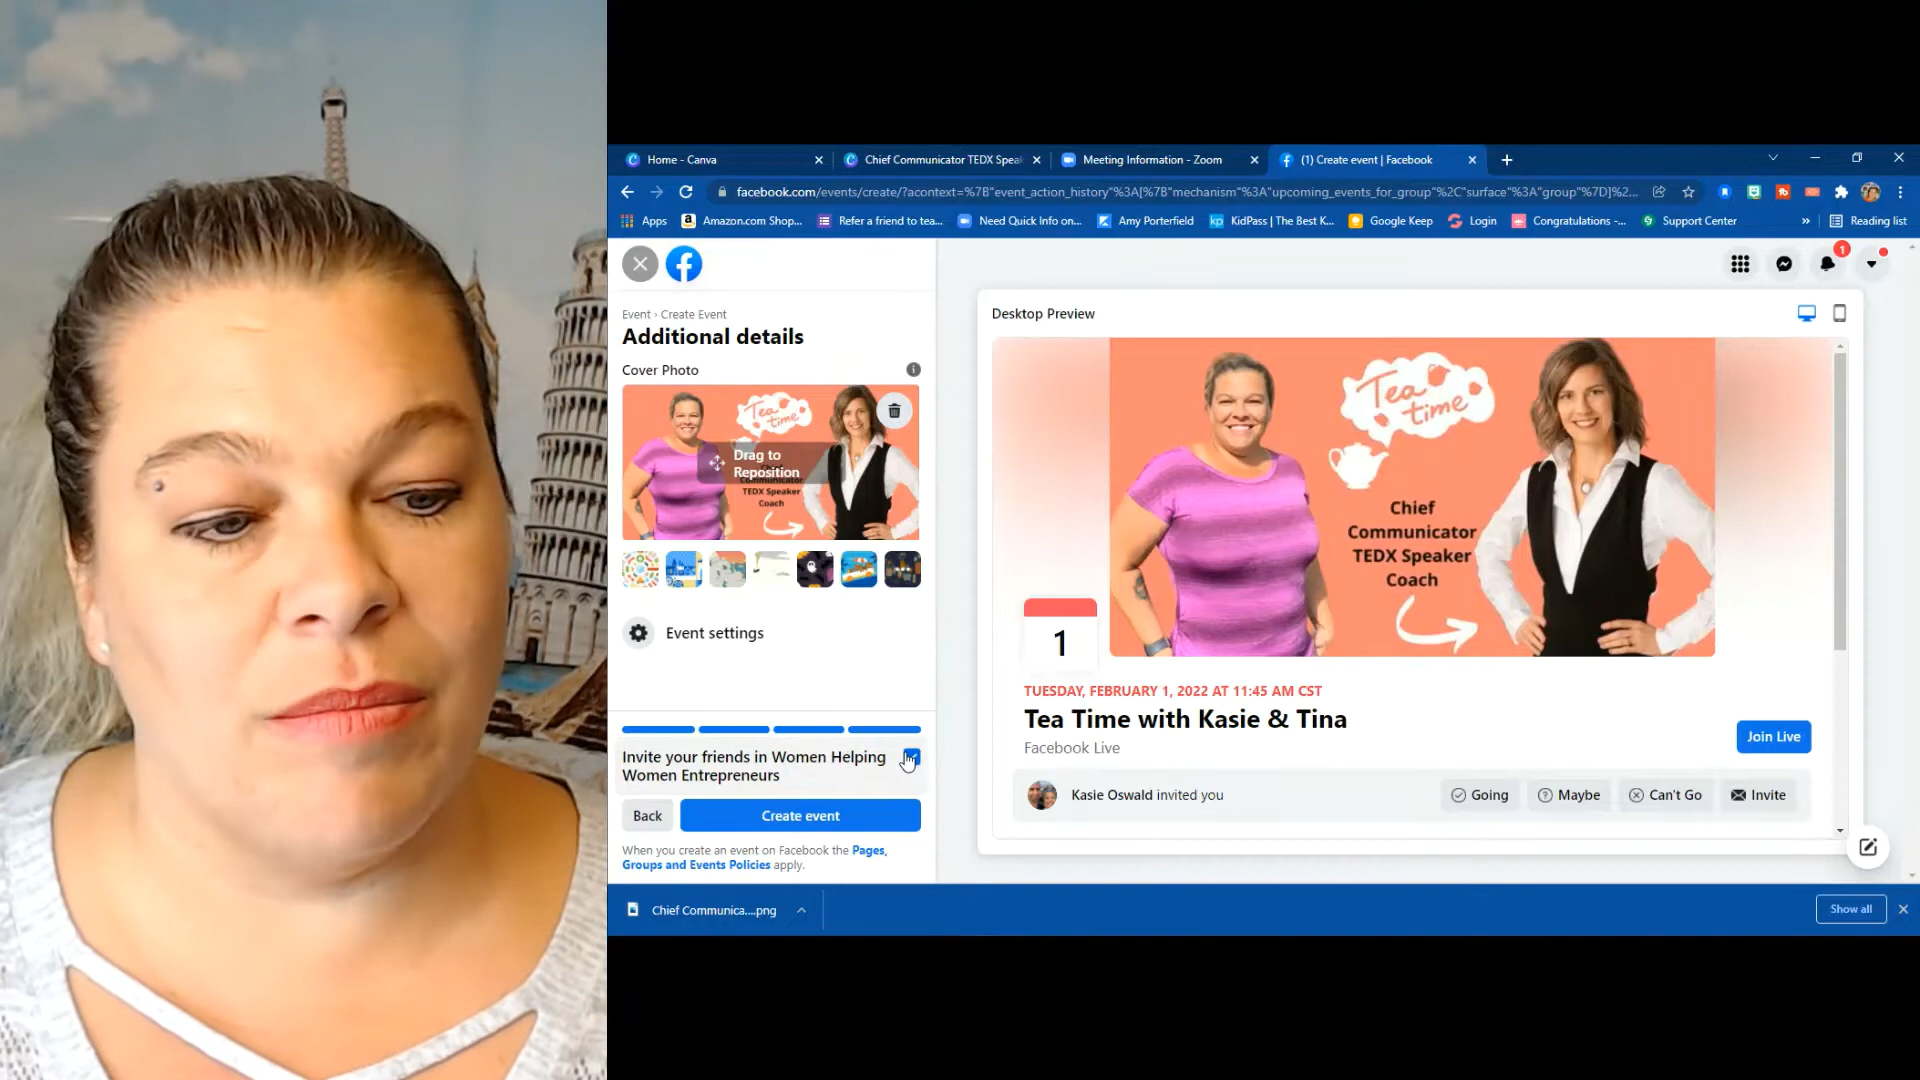 Home - Canva
Chief Communicator TEDX Speak
Meeting Information - Zoom
(1) Create event | Facebook
facebook.com/events/create/?acontext=%7B"event_action_history"%3A[%7B"mechanism"%3A"upcoming_events_for_group"%2C"surface"%3A"group"%7D]%2...
Apps
Amazon.com Shop...
Refer a friend to tea...
Need Quick Info on...
Amy Porterfield
KidPass | The Best K...
Google Keep
Login
Congratulations -...
Support Center
»
Reading list
1
Event › Create Event
Additional details
Cover Photo
Tea
time
Drag to
Reposition
Communicator
TEDX Speaker
Coach
Event settings
Invite your friends in Women Helping
Women Entrepreneurs
Back
Create event
When you create an event on Facebook the Pages,
Groups and Events Policies apply.
Desktop Preview
Tea
time
Chief
Communicator
TEDX Speaker
Coach
1
TUESDAY, FEBRUARY 1, 2022 AT 11:45 AM CST
Tea Time with Kasie & Tina
Facebook Live
Join Live
Kasie Oswald invited you
Going
Maybe
Can't Go
Invite
Chief Communica....png
Show all